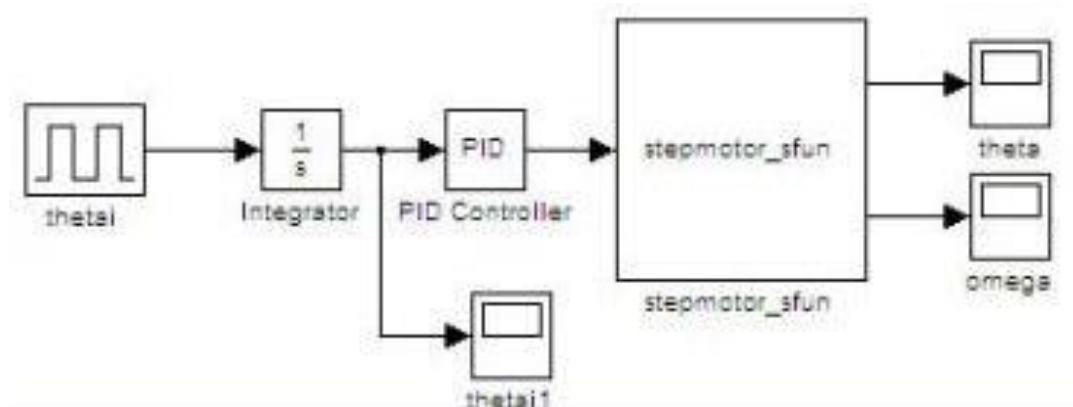 thetai
1
s
Integrator
PID
PID Controller
stepmotor_sfun
stepmotor_sfun
theta
omega
thetai1